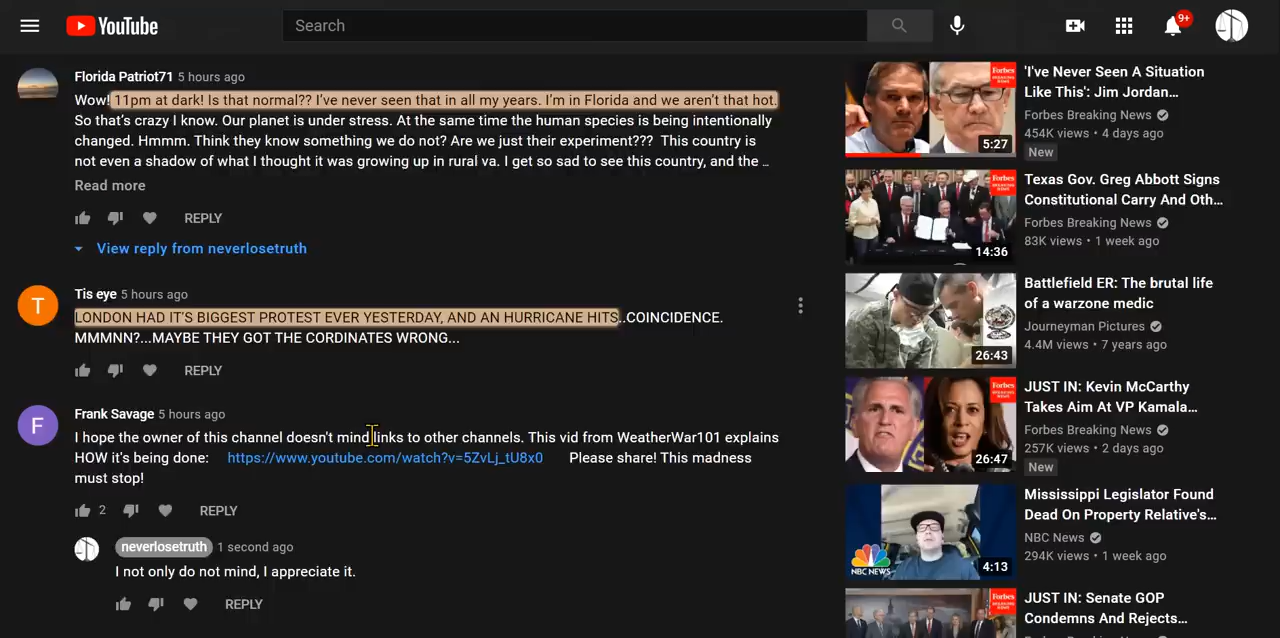 YouTube
Search
9+
Florida Patriot71 5 hours ago
Wow! 11pm at dark! Is that normal?? I've never seen that in all my years. I'm in Florida and we aren't that hot.
So that's crazy I know. Our planet is under stress. At the same time the human species is being intentionally
changed. Hmmm. Think they know something we do not? Are we just their experiment??? This country is
not even a shadow of what I thought it was growing up in rural va. I get so sad to see this country, and the ...
Read more
REPLY
View reply from neverlosetruth
T
Tis eye 5 hours ago
LONDON HAD IT'S BIGGEST PROTEST EVER YESTERDAY, AND AN HURRICANE HITS..COINCIDENCE.
MMMNN?...MAYBE THEY GOT THE CORDINATES WRONG...
REPLY
F
Frank Savage 5 hours ago
I hope the owner of this channel doesn't mind links to other channels. This vid from WeatherWar101 explains
HOW it's being done: https://www.youtube.com/watch?v=5ZvLj_tU8x0 Please share! This madness
must stop!
2
REPLY
neverlosetruth 1 second ago
I not only do not mind, I appreciate it.
REPLY
Forbes
5:27
'I've Never Seen A Situation
Like This': Jim Jordan...
Forbes Breaking News
454K views • 4 days ago
New
Forbes
14:36
Texas Gov. Greg Abbott Signs
Constitutional Carry And Oth...
Forbes Breaking News
83K views • 1 week ago
26:43
Battlefield ER: The brutal life
of a warzone medic
Journeyman Pictures
4.4M views • 7 years ago
Forbes
26:47
JUST IN: Kevin McCarthy
Takes Aim At VP Kamala...
Forbes Breaking News
257K views • 2 days ago
New
NBC NEWS
4:13
Mississippi Legislator Found
Dead On Property Relative's...
NBC News
294K views • 1 week ago
Forbes
JUST IN: Senate GOP
Condemns And Rejects...